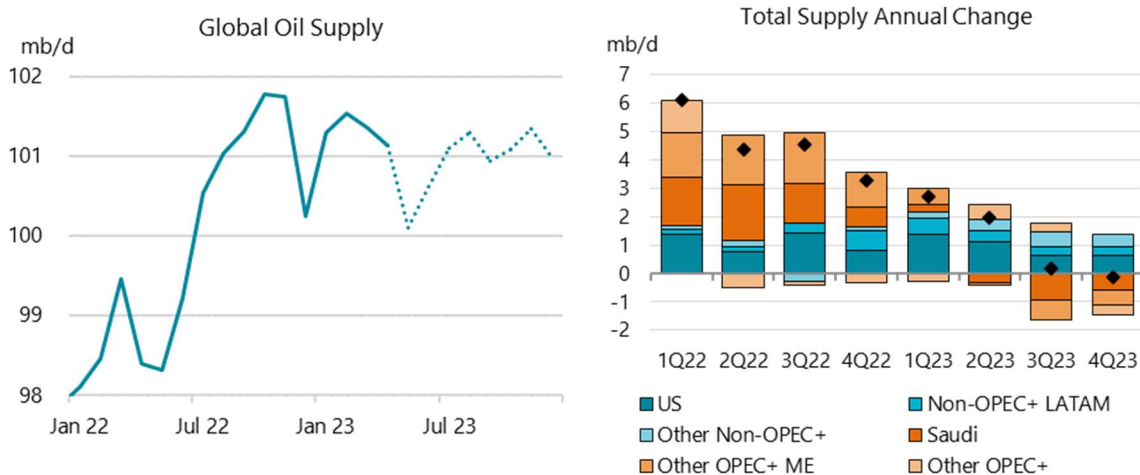 Global Oil Supply
mb/d
102
101
100
99
98
Jan 22 Jul 22 Jan 23 Jul 23
Total Supply Annual Change
mb/d
7
6
5
4
3
2
1
0
-1
-2
1Q22 2Q22 3Q22 4Q22 1Q23 2Q23 3Q23 4Q23
US Non-OPEC+ LATAM
Other Non-OPEC+ Saudi
Other OPEC+ ME Other OPEC+